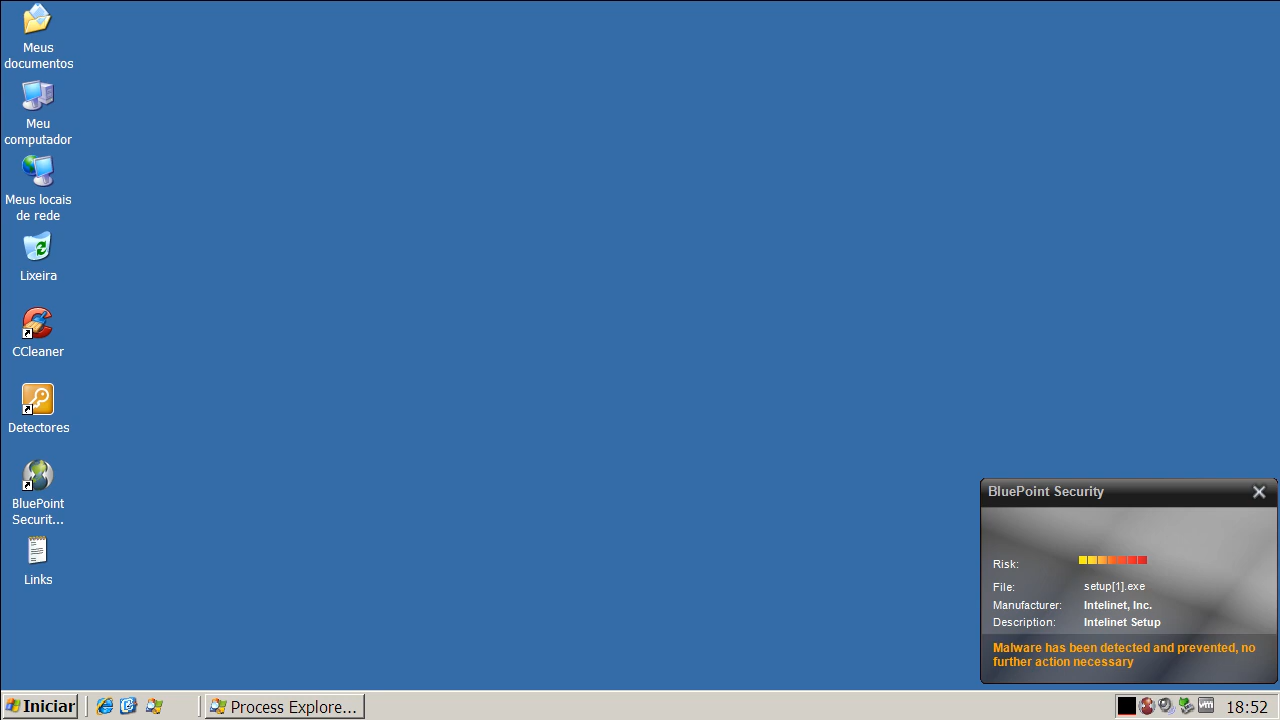 Meus
documentos
Meu
computador
Meus locais
de rede
Lixeira
CCleaner
Detectores
BluePoint
Securit...
Links
BluePoint Security
Risk:
File: setup[1].exe
Manufacturer: Intelinet, Inc.
Description: Intelinet Setup
Malware has been detected and prevented, no
further action necessary
Iniciar
Process Explore...
vm
18:52